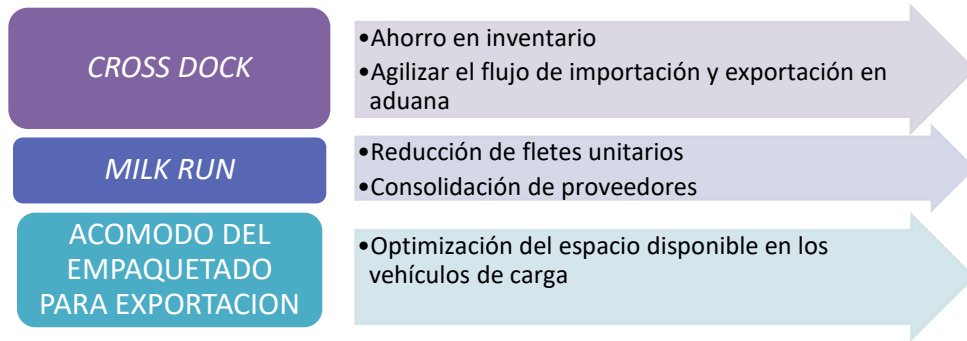 CROSS DOCK
•Ahorro en inventario
•Agilizar el flujo de importación y exportación en
aduana
MILK RUN
•Reducción de fletes unitarios
•Consolidación de proveedores
ACOMODO DEL
EMPAQUETADO
PARA EXPORTACION
•Optimización del espacio disponible en los
vehículos de carga